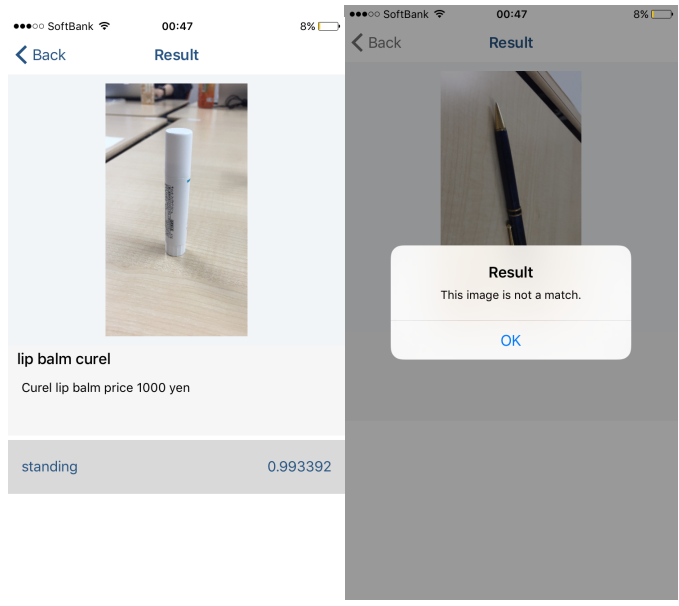 SoftBank 00:47 8%
Back Result
lip balm curel
Curel lip balm price 1000 yen
standing 0.993392
SoftBank 00:47 8%
Back Result
Result
This image is not a match.
OK